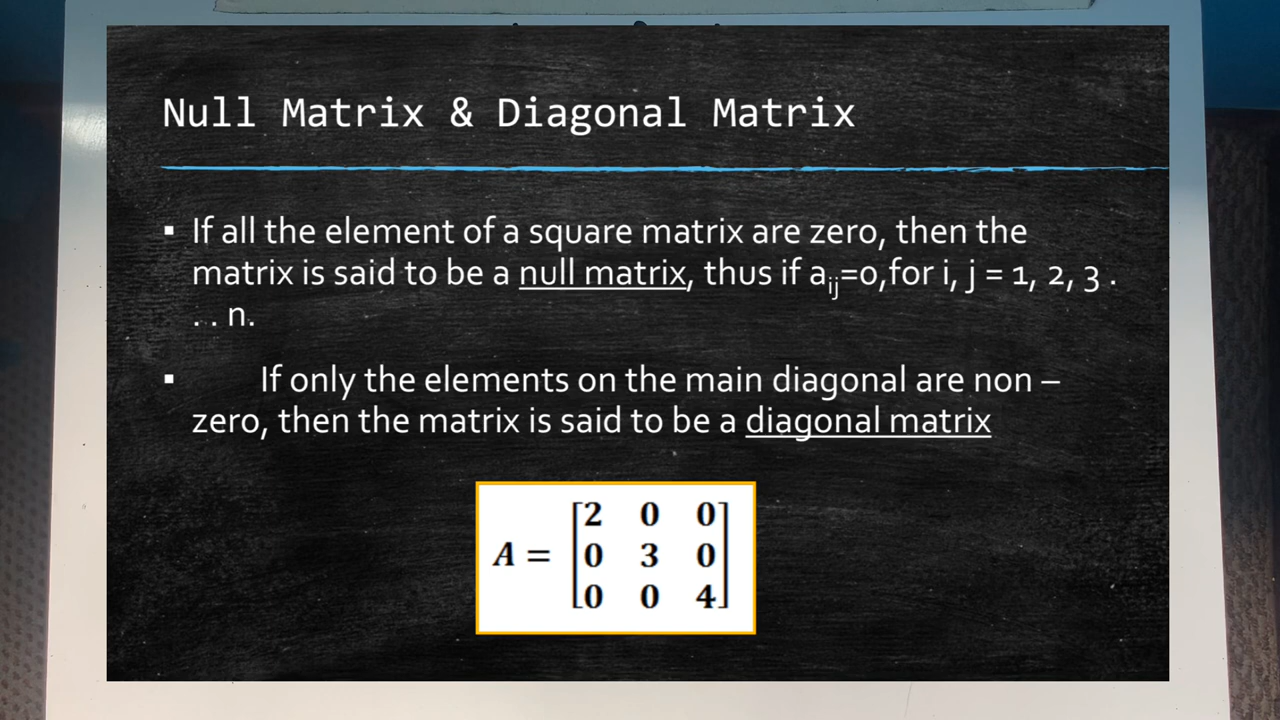 Null Matrix & Diagonal Matrix
▪ If all the element of a square matrix are zero, then the
matrix is said to be a null matrix, thus if aᵢⱼ=0,for i, j = 1, 2, 3 .
. . n.
▪ If only the elements on the main diagonal are non –
zero, then the matrix is said to be a diagonal matrix
2 0 0
A = 0 3 0
0 0 4